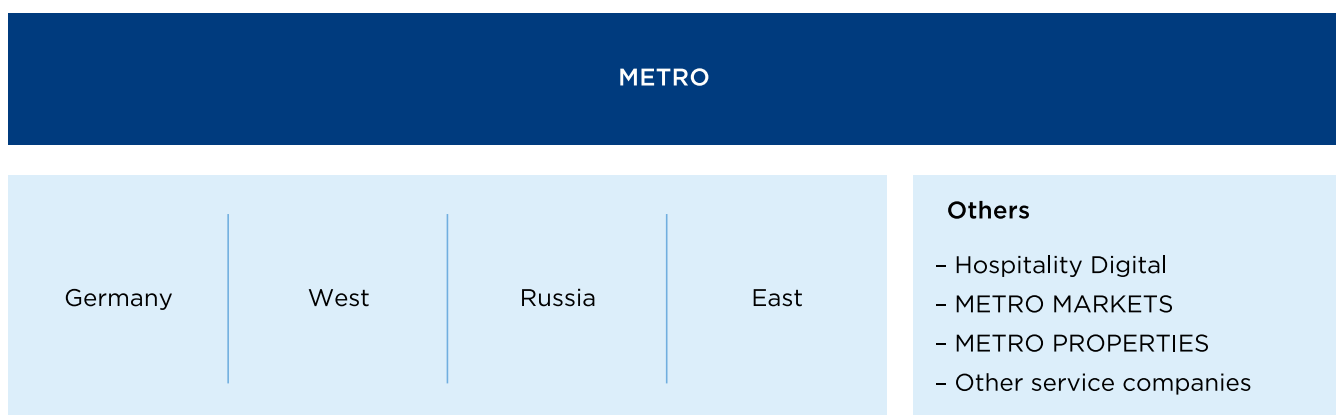 METRO
Germany
West
Russia
East
Others
– Hospitality Digital
– METRO MARKETS
– METRO PROPERTIES
– Other service companies